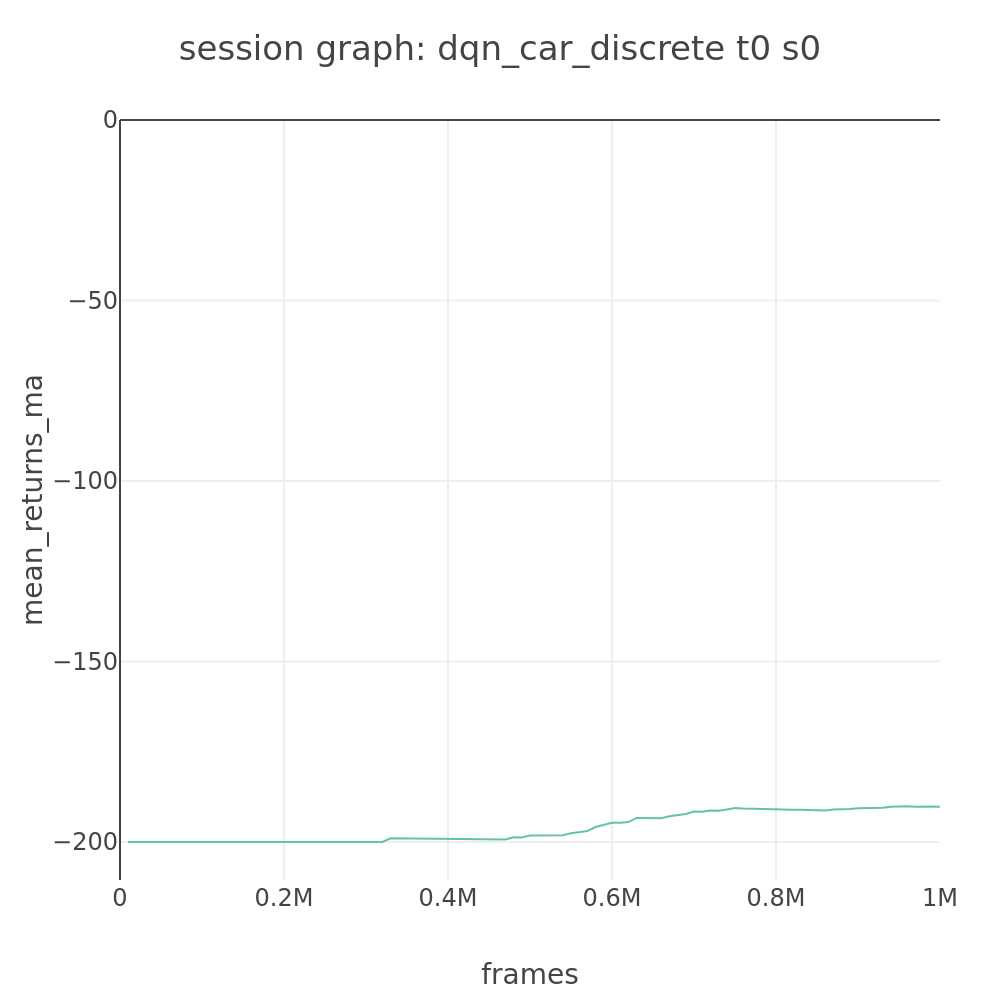 session graph: dqn_car_discrete t0 s0
0
−50
−100
−150
−200
mean_returns_ma
0 0.2M 0.4M 0.6M 0.8M 1M
frames